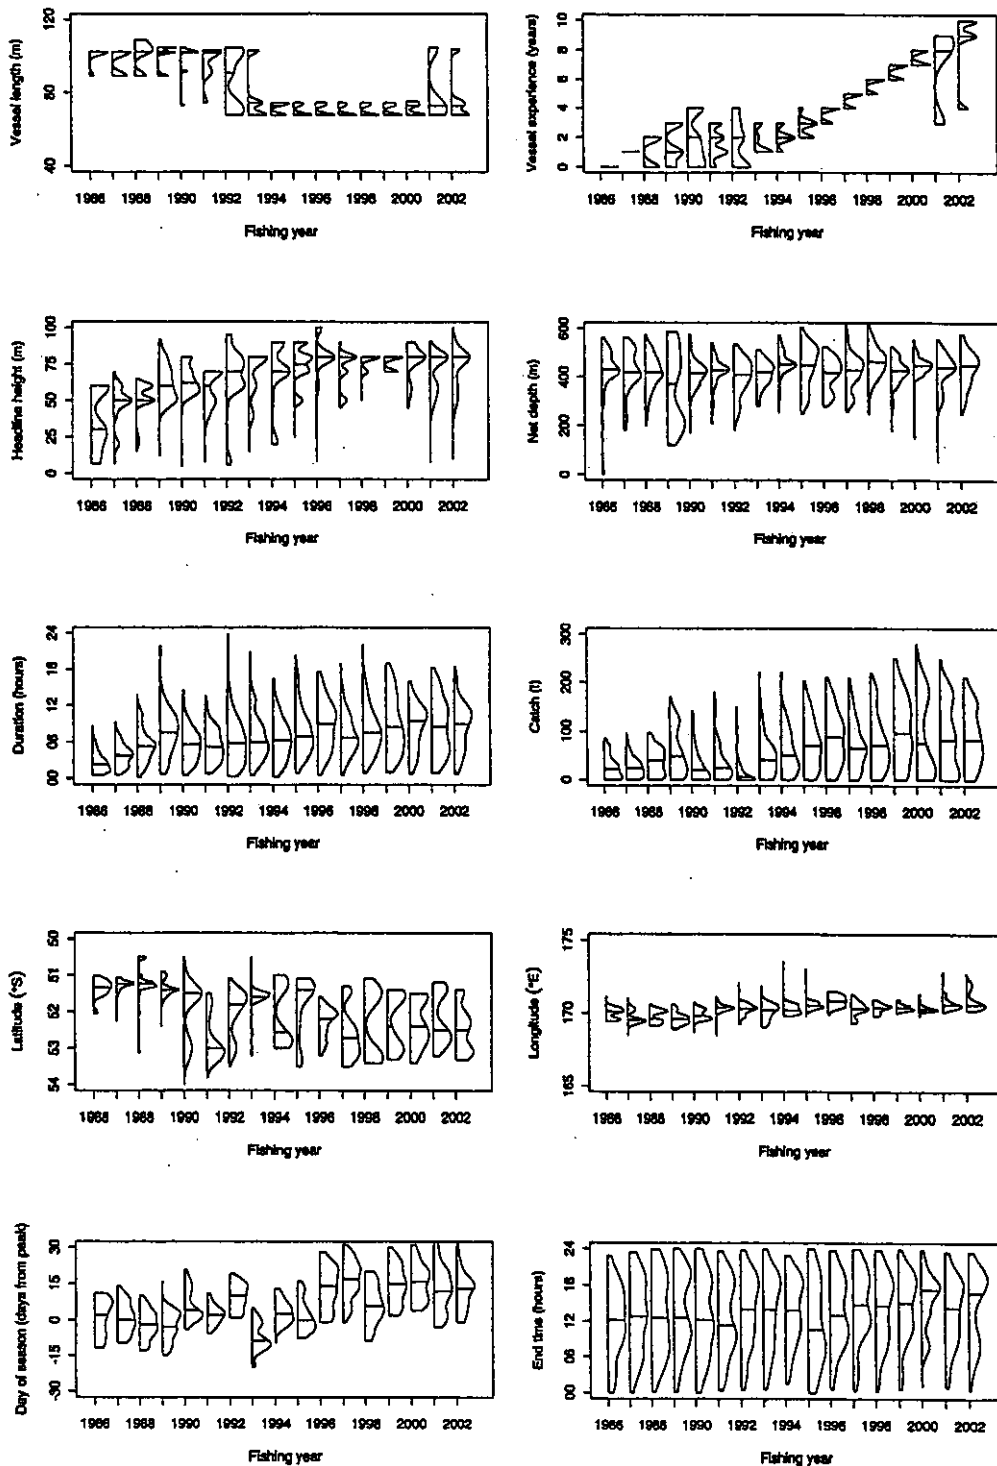 Vessel length (m)
120
80
60
40
1986 1988 1990 1992 1994 1996 1998 2000 2002
Fishing year
Vessel experience (years)
10
8
6
4
2
0
1986 1988 1990 1992 1994 1996 1998 2000 2002
Fishing year
Headline height (m)
100
75
50
25
0
1986 1988 1990 1992 1994 1996 1998 2000 2002
Fishing year
Net depth (m)
600
400
200
0
1986 1988 1990 1992 1994 1996 1998 2000 2002
Fishing year
Duration (hours)
24
18
12
06
00
1986 1988 1990 1992 1994 1996 1998 2000 2002
Fishing year
Catch (t)
300
200
100
0
1986 1988 1990 1992 1994 1996 1998 2000 2002
Fishing year
Latitude (°S)
50
51
52
53
54
1986 1988 1990 1992 1994 1996 1998 2000 2002
Fishing year
Longitude (°E)
175
170
165
1986 1988 1990 1992 1994 1996 1998 2000 2002
Fishing year
Day of season (days from peak)
30
15
0
-15
-30
1986 1988 1990 1992 1994 1996 1998 2000 2002
Fishing year
End time (hours)
24
18
12
06
00
1986 1988 1990 1992 1994 1996 1998 2000 2002
Fishing year